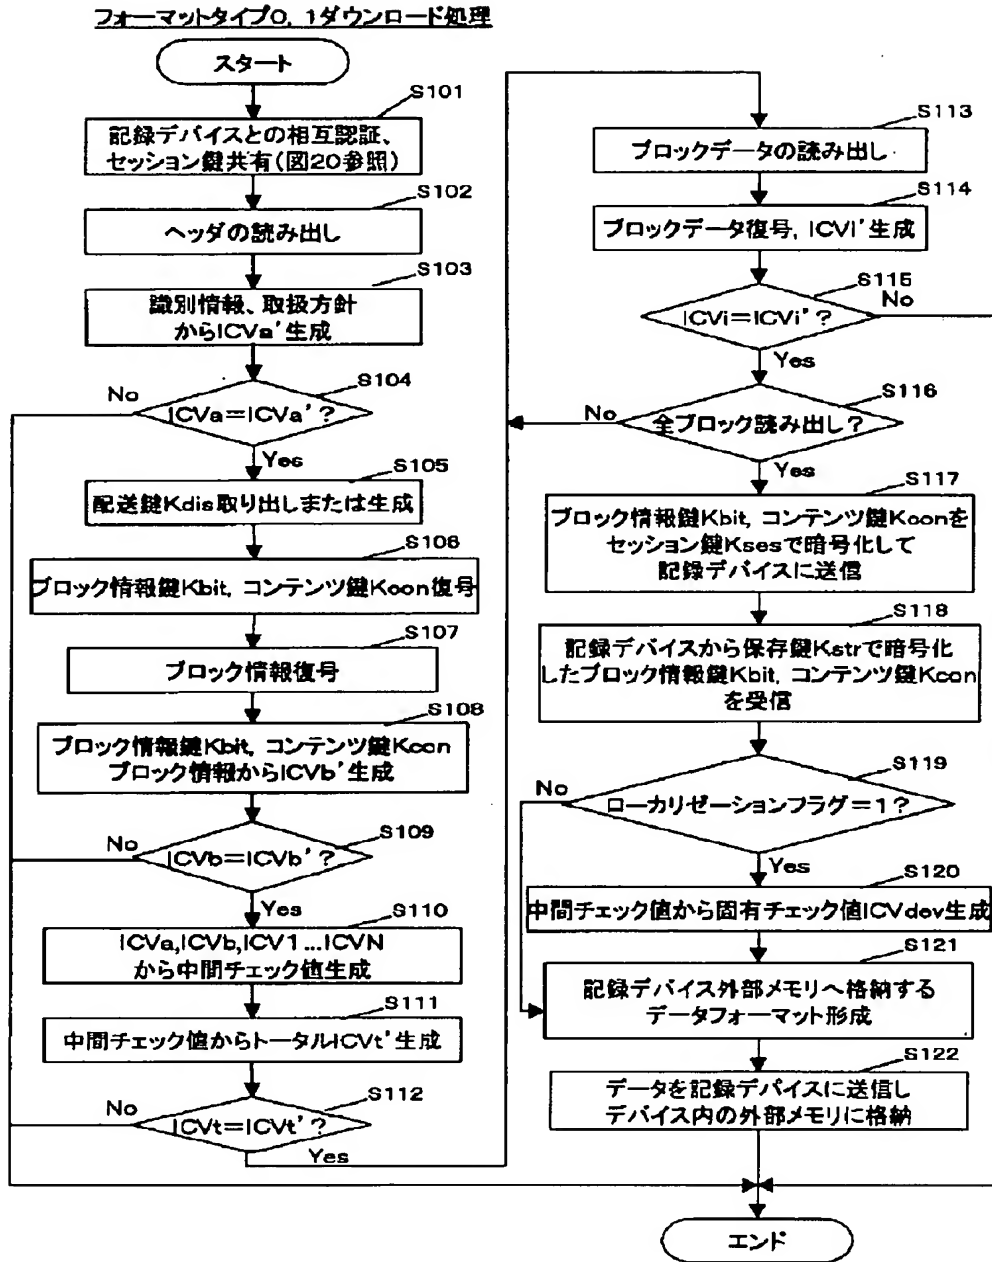 フォーマットタイプ0, 1ダウンロード処理
スタート
S101
記録デバイスとの相互認証、
セッション鍵共有(図20参照)
S102
ヘッダの読み出し
S103
識別情報、取扱方針
からICVa'生成
S104
ICVa=ICVa'?
No
Yes
S105
配送鍵Kdis取り出しまたは生成
S106
ブロック情報鍵Kbit, コンテンツ鍵Kcon復号
S107
ブロック情報復号
S108
ブロック情報鍵Kbit, コンテンツ鍵Kcon
ブロック情報からICVb'生成
S109
ICVb=ICVb'?
No
Yes
S110
ICVa,ICVb,ICV1...ICVN
から中間チェック値生成
S111
中間チェック値からトータルICVt'生成
S112
ICVt=ICVt'?
No
Yes
S113
ブロックデータの読み出し
S114
ブロックデータ復号, ICVi'生成
S115
ICVi=ICVi'?
No
Yes
S116
全ブロック読み出し?
No
Yes
S117
ブロック情報鍵Kbit, コンテンツ鍵Kconを
セッション鍵Ksesで暗号化して
記録デバイスに送信
S118
記録デバイスから保存鍵Kstrで暗号化
したブロック情報鍵Kbit, コンテンツ鍵Kcon
を受信
S119
ローカリゼーションフラグ=1?
No
Yes
S120
中間チェック値から固有チェック値ICVdev生成
S121
記録デバイス外部メモリへ格納する
データフォーマット形成
S122
データを記録デバイスに送信し
デバイス内の外部メモリに格納
エンド